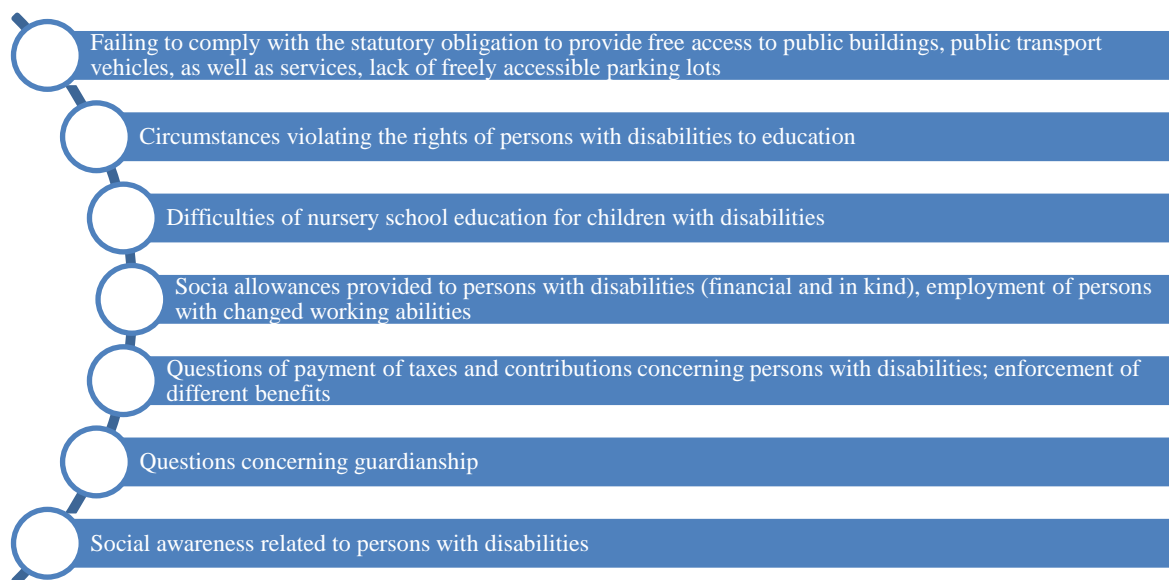 Failing to comply with the statutory obligation to provide free access to public buildings, public transport
vehicles, as well as services, lack of freely accessible parking lots
Circumstances violating the rights of persons with disabilities to education
Difficulties of nursery school education for children with disabilities
Socia allowances provided to persons with disabilities (financial and in kind), employment of persons
with changed working abilities
Questions of payment of taxes and contributions concerning persons with disabilities; enforcement of
different benefits
Questions concerning guardianship
Social awareness related to persons with disabilities